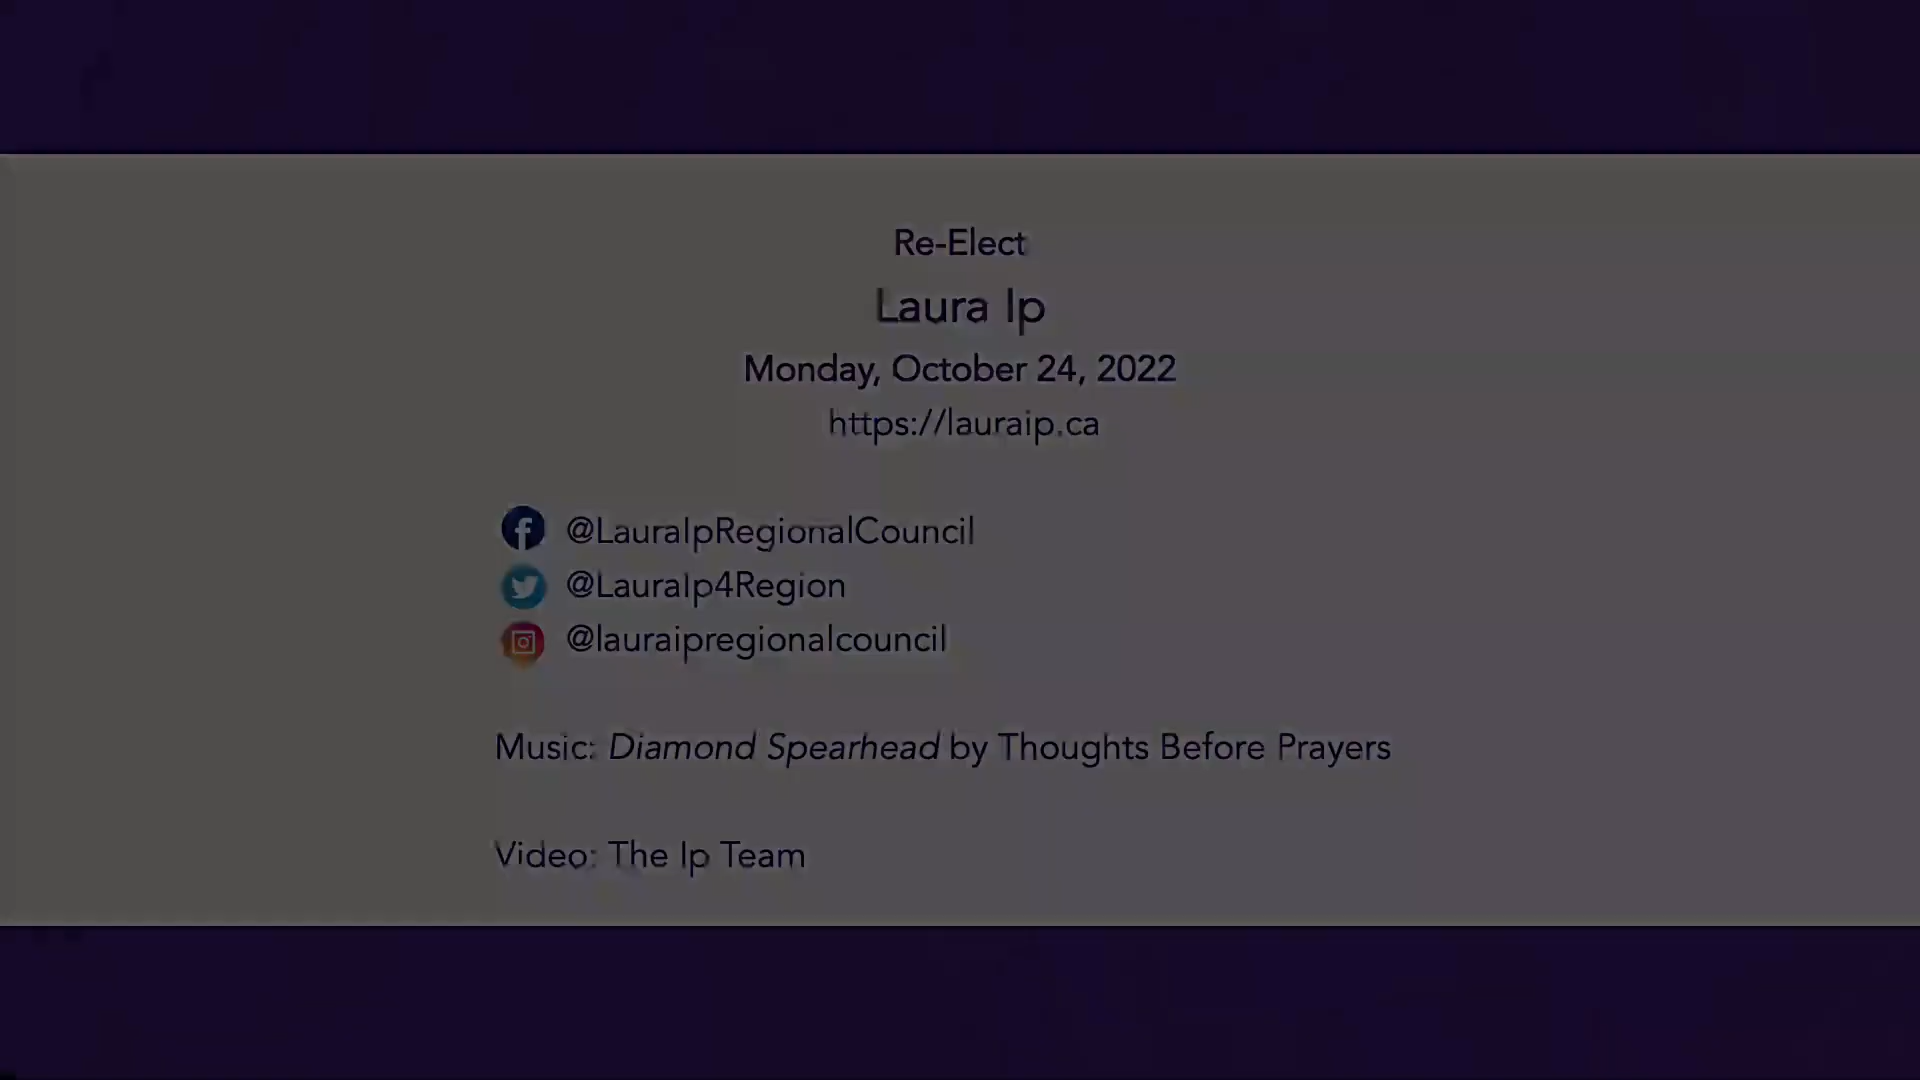 Re-Elect
Laura Ip
Monday, October 24, 2022
https://lauraip.ca
@LauraIpRegionalCouncil
@LauraIp4Region
@lauraipregionalcouncil
Music: Diamond Spearhead by Thoughts Before Prayers
Video: The Ip Team